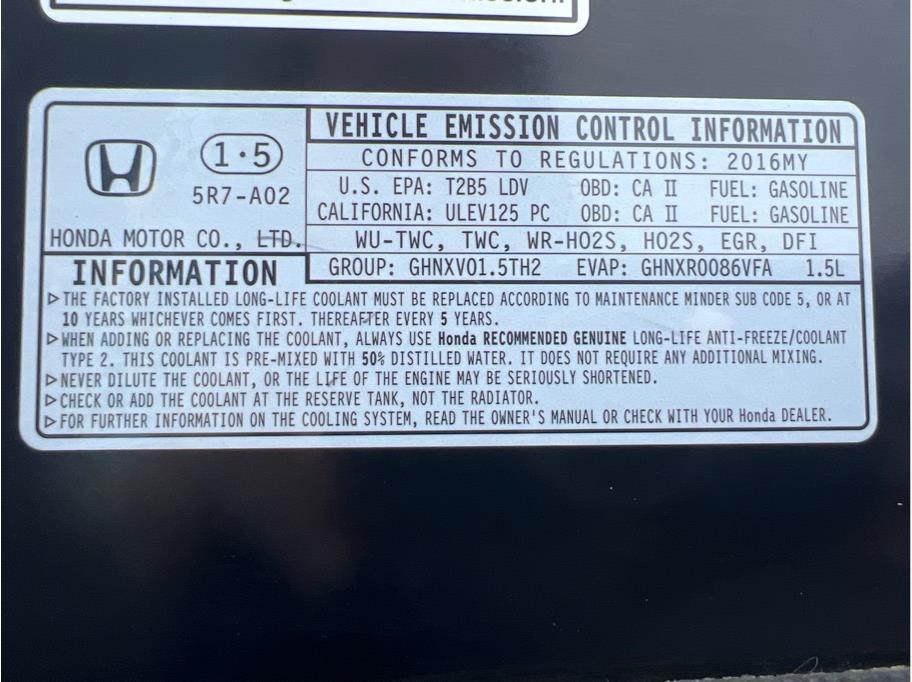 1·5
5R7-A02
HONDA MOTOR CO., LTD.
VEHICLE EMISSION CONTROL INFORMATION
CONFORMS TO REGULATIONS: 2016MY
U.S. EPA: T2B5 LDV OBD: CA II FUEL: GASOLINE
CALIFORNIA: ULEV125 PC OBD: CA II FUEL: GASOLINE
WU-TWC, TWC, WR-HO2S, HO2S, EGR, DFI
GROUP: GHNXV01.5TH2 EVAP: GHNXR0086VFA 1.5L
INFORMATION
▷THE FACTORY INSTALLED LONG-LIFE COOLANT MUST BE REPLACED ACCORDING TO MAINTENANCE MINDER SUB CODE 5, OR AT
10 YEARS WHICHEVER COMES FIRST. THEREAFTER EVERY 5 YEARS.
▷WHEN ADDING OR REPLACING THE COOLANT, ALWAYS USE Honda RECOMMENDED GENUINE LONG-LIFE ANTI-FREEZE/COOLANT
TYPE 2. THIS COOLANT IS PRE-MIXED WITH 50% DISTILLED WATER. IT DOES NOT REQUIRE ANY ADDITIONAL MIXING.
▷NEVER DILUTE THE COOLANT, OR THE LIFE OF THE ENGINE MAY BE SERIOUSLY SHORTENED.
▷CHECK OR ADD THE COOLANT AT THE RESERVE TANK, NOT THE RADIATOR.
▷FOR FURTHER INFORMATION ON THE COOLING SYSTEM, READ THE OWNER'S MANUAL OR CHECK WITH YOUR Honda DEALER.